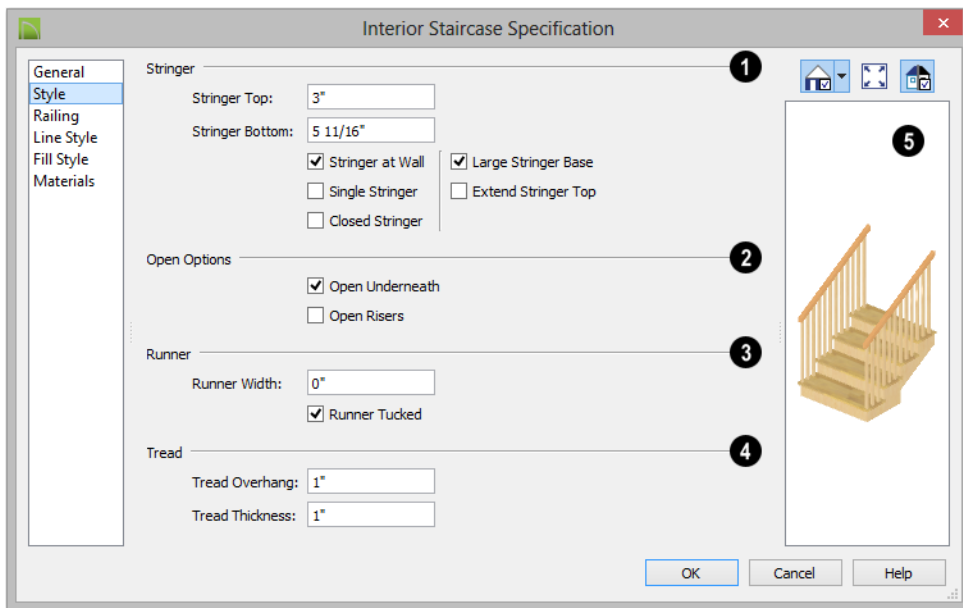 Interior Staircase Specification
General
Style
Railing
Line Style
Fill Style
Materials
Stringer
1
Stringer Top: 3"
Stringer Bottom: 5 11/16"
Stringer at Wall
Large Stringer Base
Single Stringer
Extend Stringer Top
Closed Stringer
Open Options
2
Open Underneath
Open Risers
Runner
3
Runner Width: 0"
Runner Tucked
Tread
4
Tread Overhang: 1"
Tread Thickness: 1"
5
OK
Cancel
Help